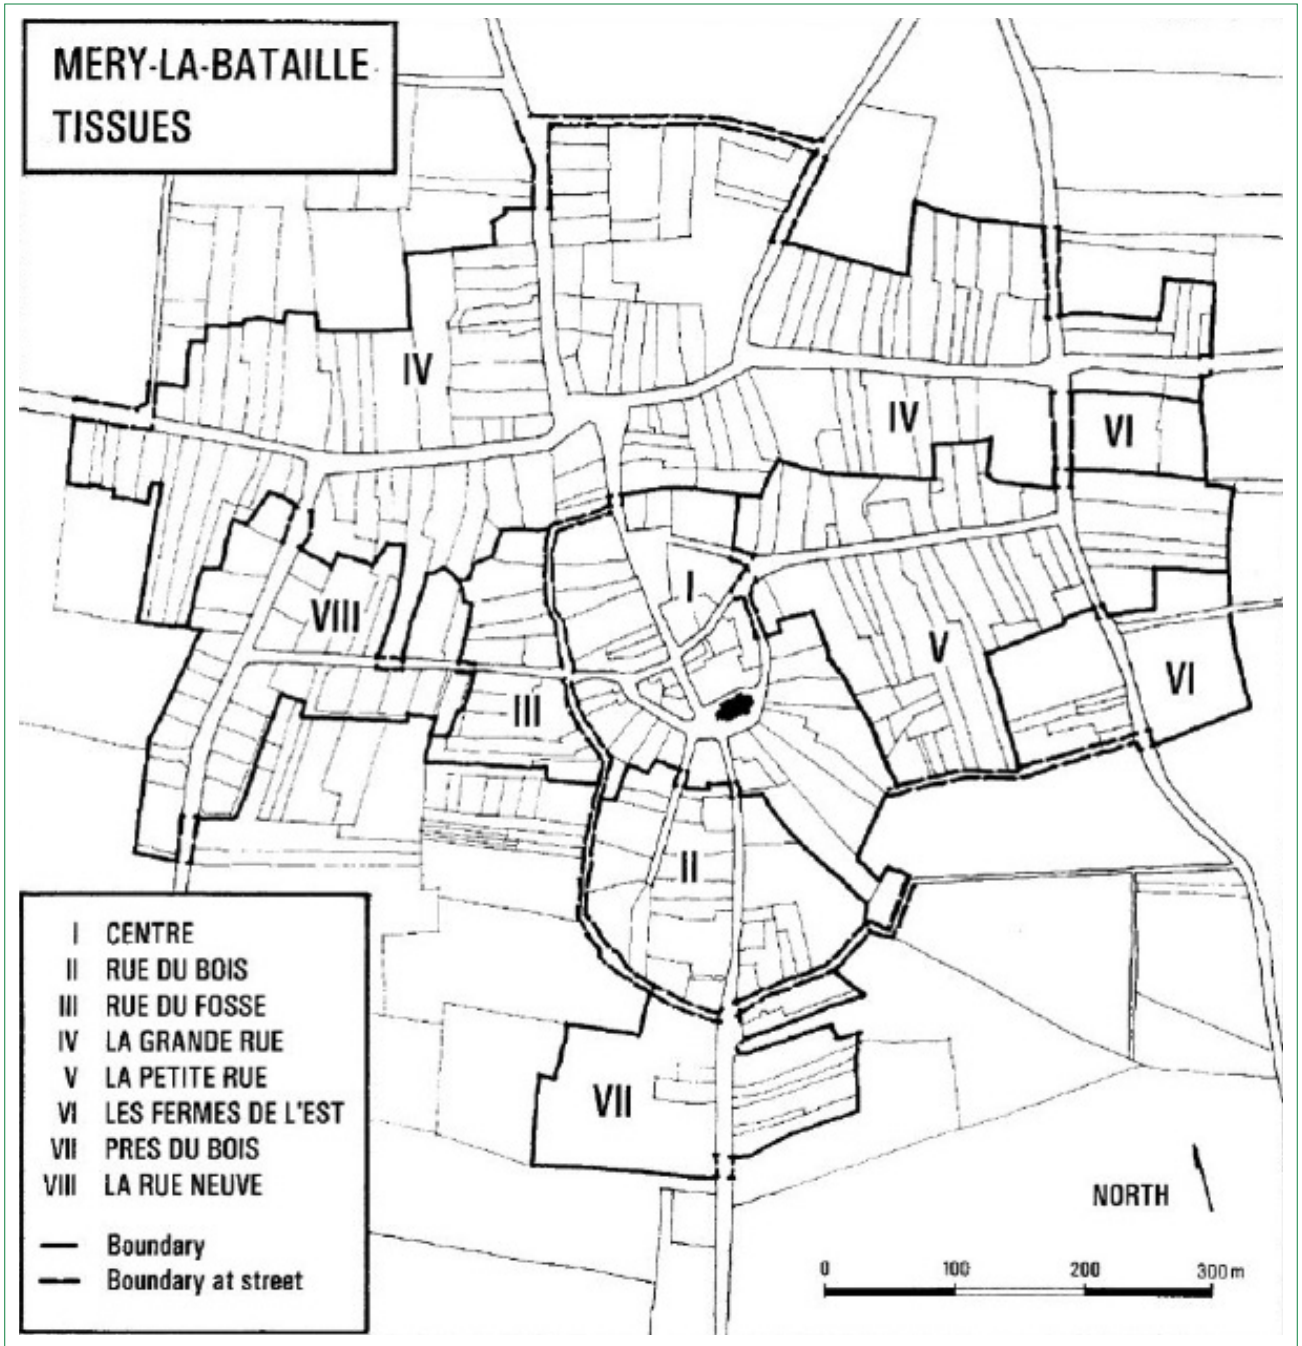 MERY-LA-BATAILLE
TISSUES
IV
IV
VI
I
VIII
V
VI
III
II
VII
I CENTRE
II RUE DU BOIS
III RUE DU FOSSE
IV LA GRANDE RUE
V LA PETITE RUE
VI LES FERMES DE L'EST
VII PRES DU BOIS
VIII LA RUE NEUVE
Boundary
Boundary at street
NORTH
0 100 200 300 m